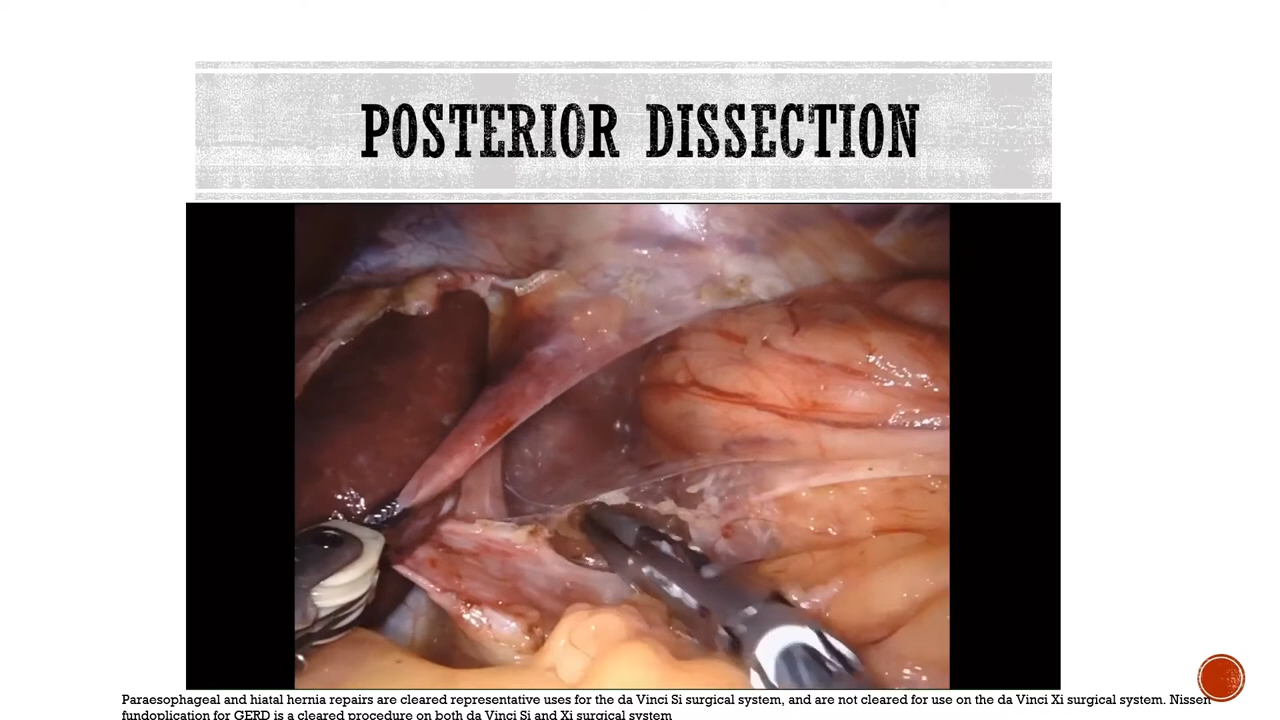 POSTERIOR DISSECTION
Paraesophageal and hiatal hernia repairs are cleared representative uses for the da Vinci Si surgical system, and are not cleared for use on the da Vinci Xi surgical system. Nissen
fundoplication for GERD is a cleared procedure on both da Vinci Si and Xi surgical system